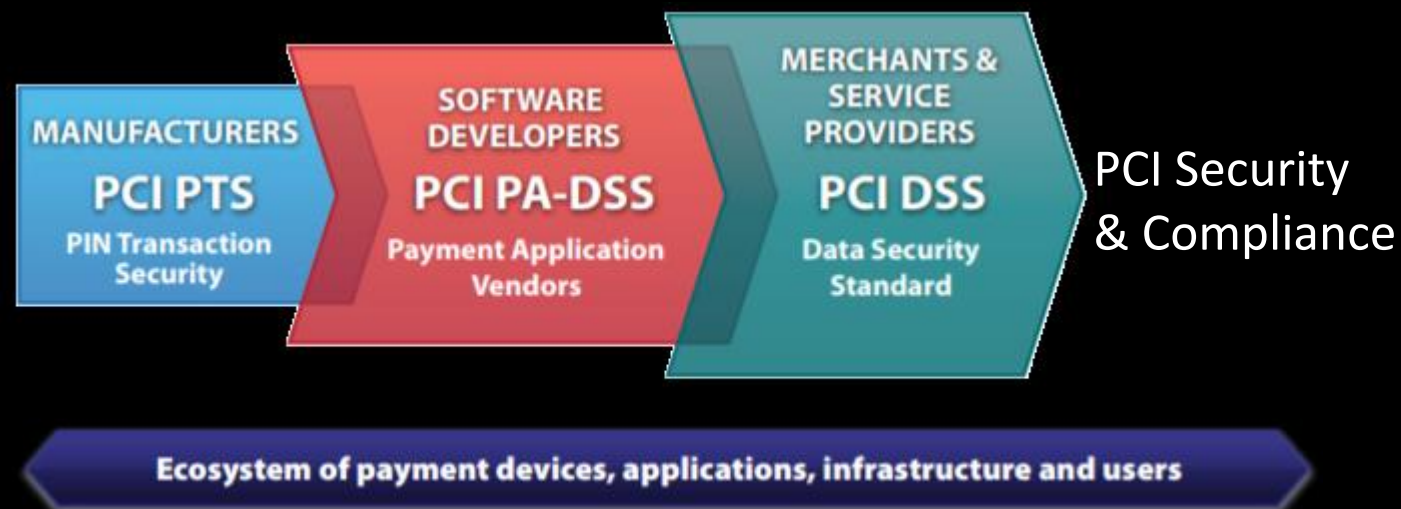 MANUFACTURERS
PCI PTS
PIN Transaction
Security
SOFTWARE
DEVELOPERS
PCI PA-DSS
Payment Application
Vendors
MERCHANTS &
SERVICE
PROVIDERS
PCI DSS
Data Security
Standard
PCI Security
& Compliance
Ecosystem of payment devices, applications, infrastructure and users